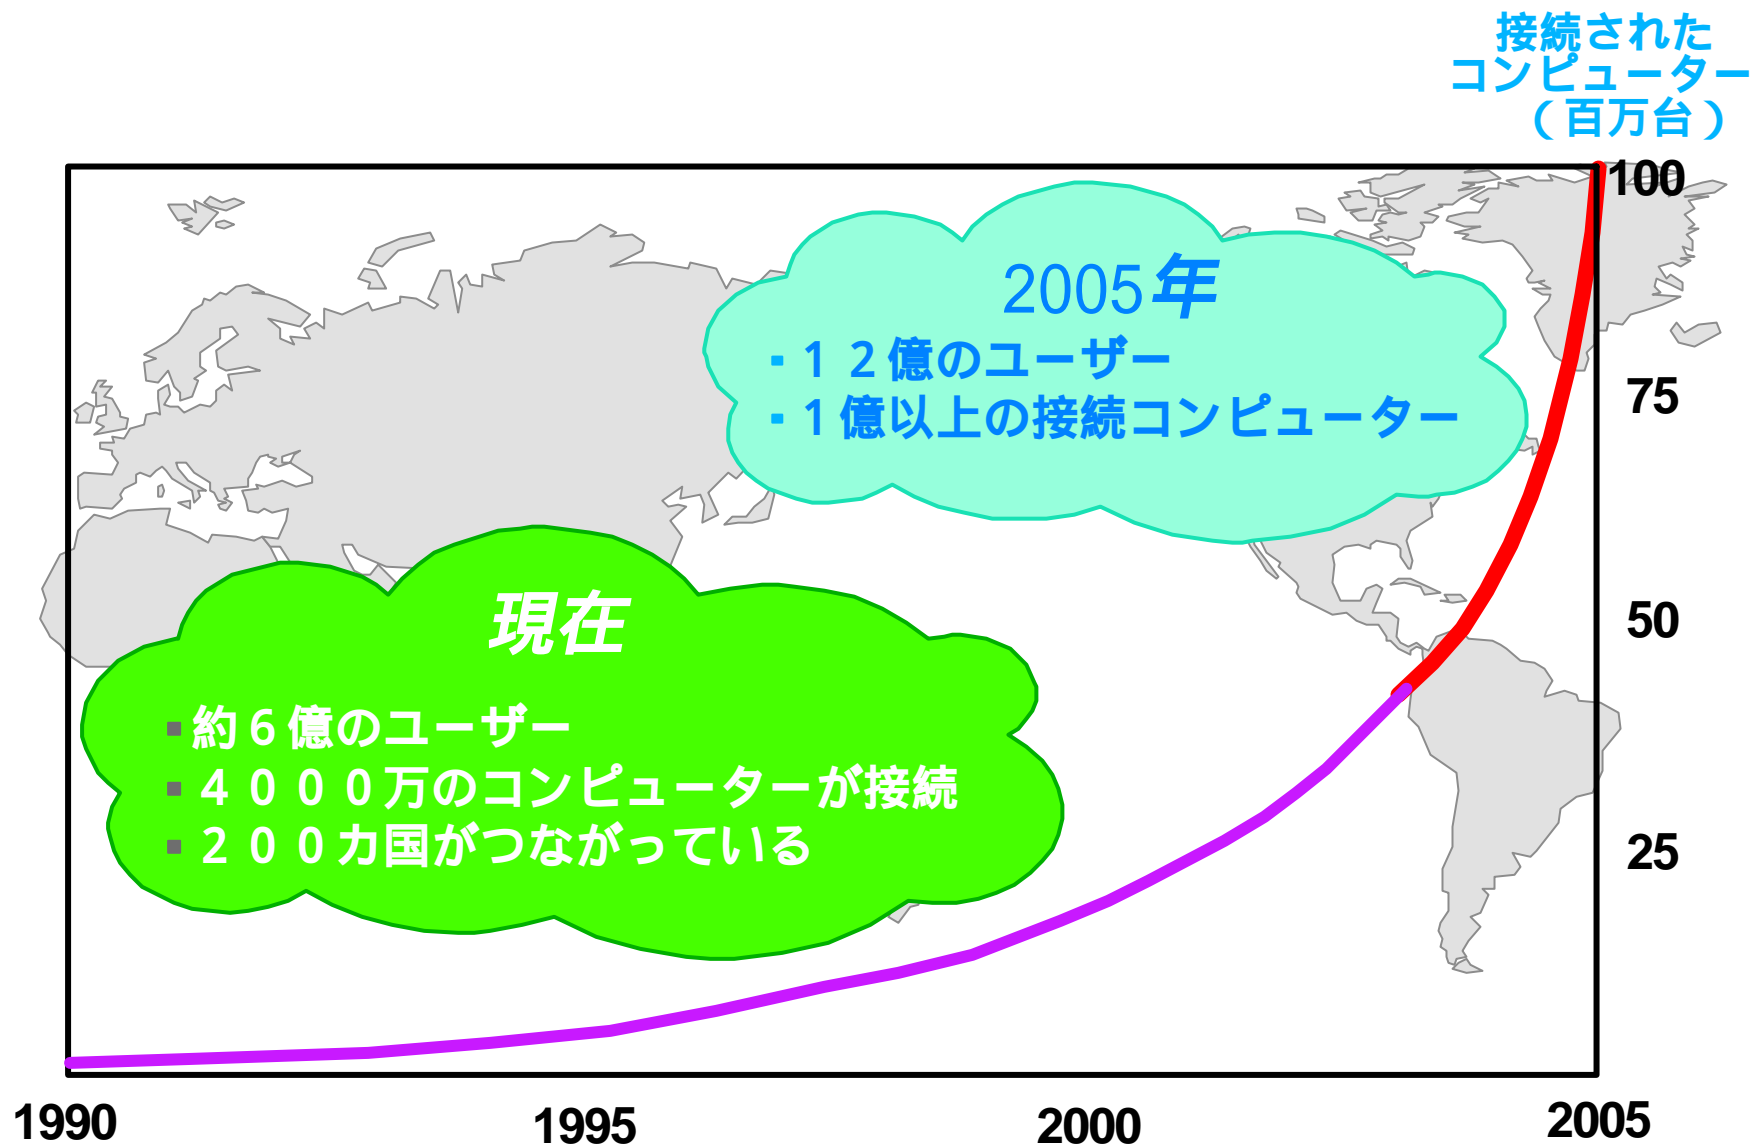 接続された
コンピューター
（百万台）
100
2005年
１２億のユーザー
１億以上の接続コンピューター
75
現在
50
約６億のユーザー
４０００万のコンピューターが接続
２００カ国がつながっている
25
1990
1995
2000
2005